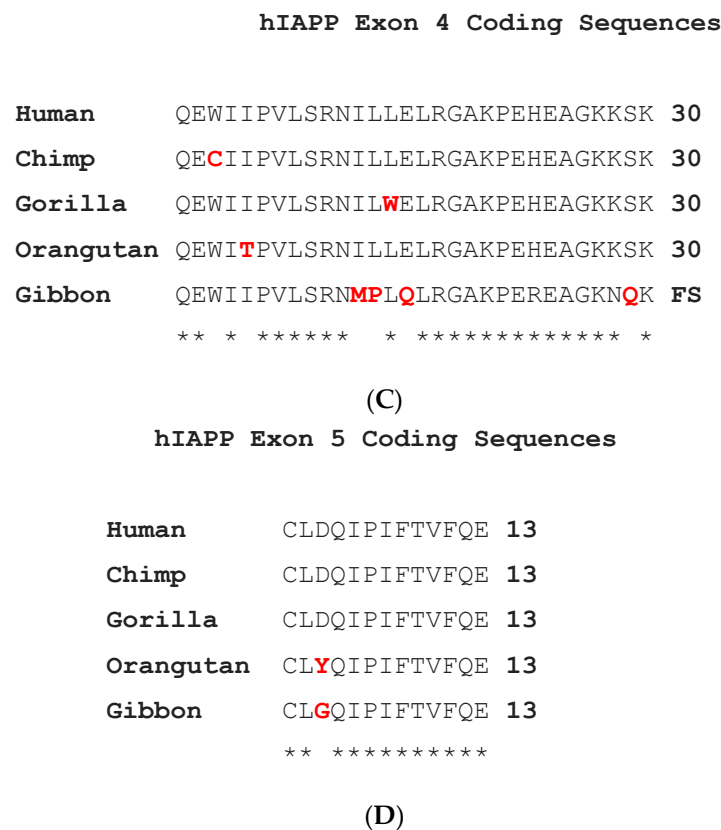 hIAPP Exon 4 Coding Sequences
Human QEWIIPVLSRNILLELRGAKPEHEAGKKSK 30
Chimp QECIIPVLSRNILLELRGAKPEHEAGKKSK 30
Gorilla QEWIIPVLSRNILWELRGAKPEHEAGKKSK 30
Orangutan QEWITPVLSRNILLELRGAKPEHEAGKKSK 30
Gibbon QEWIIPVLSRNMPLQLRGAKPEREAGKNQK FS
** * ****** * ************* *
(C)
hIAPP Exon 5 Coding Sequences
Human CLDQIPIFTVFQE 13
Chimp CLDQIPIFTVFQE 13
Gorilla CLDQIPIFTVFQE 13
Orangutan CLYQIPIFTVFQE 13
Gibbon CLGQIPIFTVFQE 13
** **********
(D)